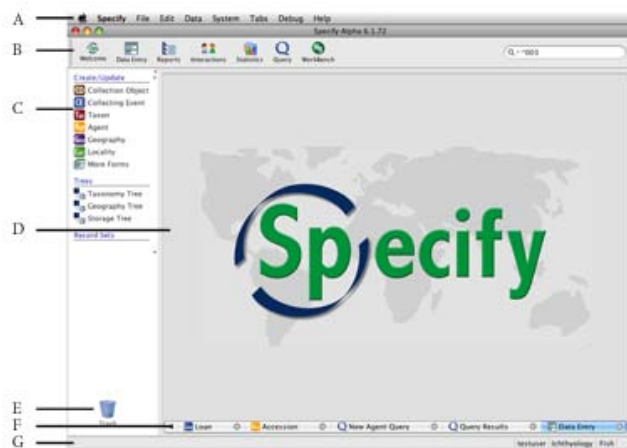 A
Specify File Edit Data System Tabs Debug Help
Specify Alpha 6.1.72
B
Welcome Data Entry Reports Interactions Statistics Query WorkBench
Create/Update
Collection Object
C
Collecting Event
Taxon
Agent
Geography
Locality
More Forms
Trees
Taxonomy Tree
Geography Tree
Storage Tree
D
Record Sets
Specify
E
Trash
F
Loan Accession New Agent Query Query Results Data Entry
G
testuser Ichthyology Fish